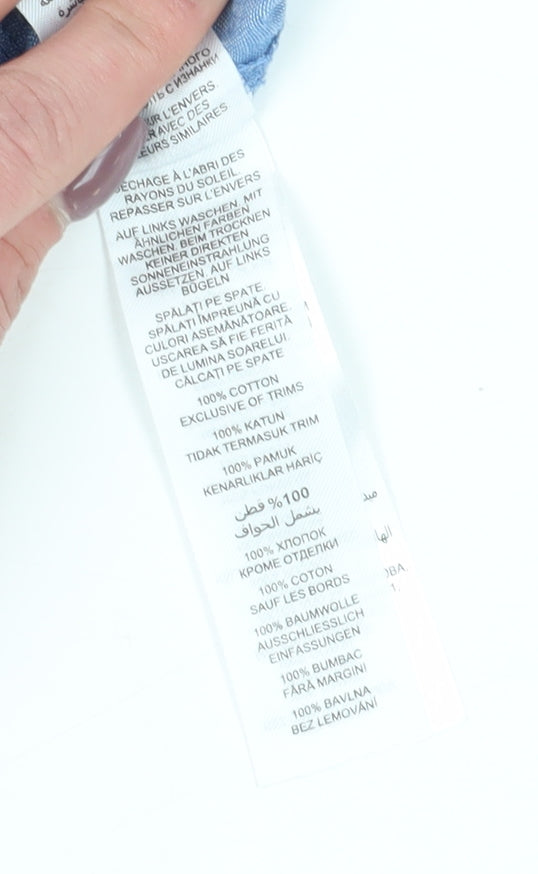 С ИЗНАНКИ
L'ENVERS.
AVEC DES
SIMILAIRES
SÉCHAGE À L'ABRI DES
RAYONS DU SOLEIL.
REPASSER SUR L'ENVERS
AUF LINKS WASCHEN, MIT
ÄHNLICHEN FARBEN
WASCHEN. BEIM TROCKNEN
KEINER DIREKTEN
SONNENEINSTRAHLUNG
AUSSETZEN. AUF LINKS
BÜGELN
SPĂLAȚI PE SPATE.
SPĂLAȚI ÎMPREUNĂ CU
CULORI ASEMĂNĂTOARE.
USCAREA SĂ FIE FERITĂ
DE LUMINA SOARELUI.
CĂLCAȚI PE SPATE
100% COTTON
EXCLUSIVE OF TRIMS
100% KATUN
TIDAK TERMASUK TRIM
100% PAMUK
KENARLIKLAR HARİÇ
100% قطن
يشمل الحواف
100% ХЛОПОК
КРОМЕ ОТДЕЛКИ
100% COTON
SAUF LES BORDS
100% BAUMWOLLE
AUSSCHLIESSLICH
EINFASSUNGEN
100% BUMBAC
FĂRĂ MARGINI
100% BAVLNA
BEZ LEMOVÁNÍ